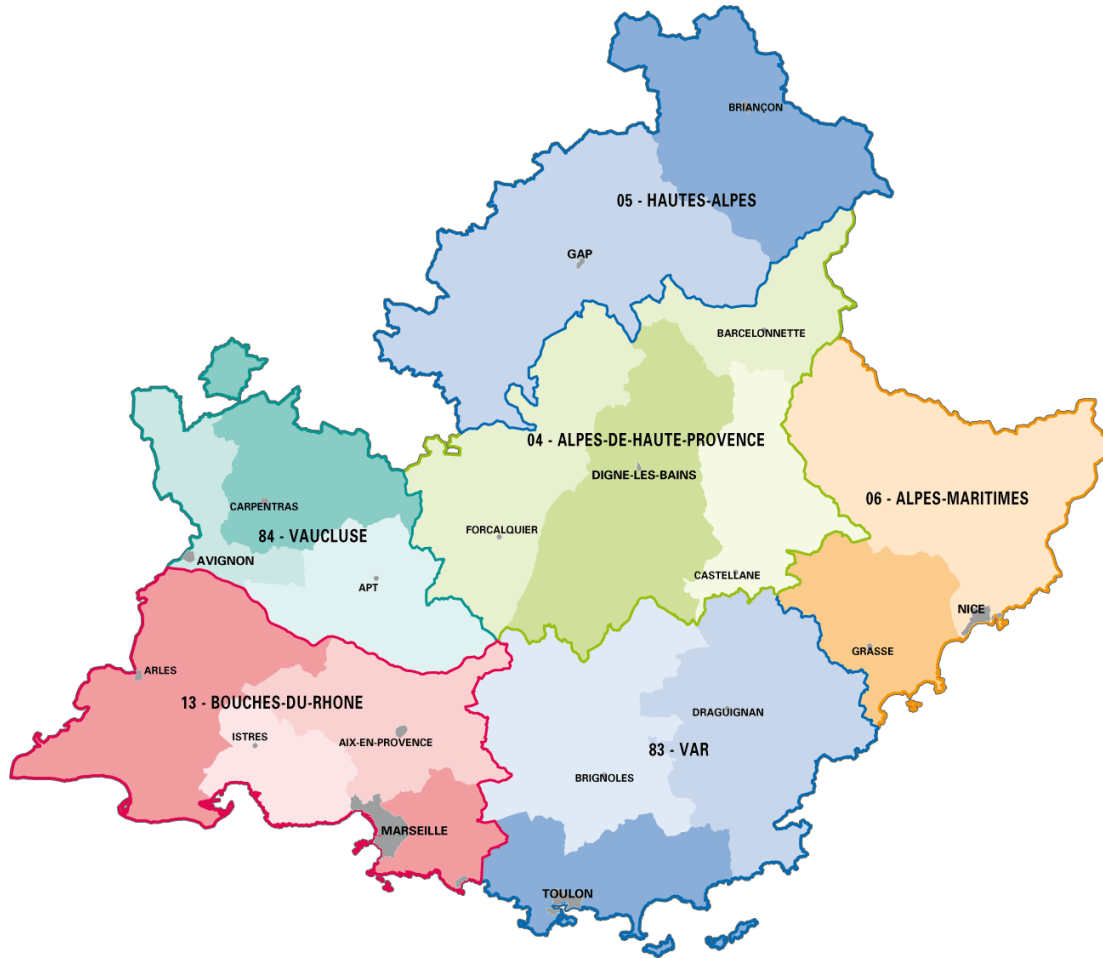 BRIANÇON
05 - HAUTES-ALPES
GAP
BARCELONNETTE
04 - ALPES-DE-HAUTE-PROVENCE
DIGNE-LES-BAINS
06 - ALPES-MARITIMES
CARPENTRAS
84 - VAUCLUSE
FORCALQUIER
AVIGNON
CASTELLANE
APT
NICE
GRASSE
ARLES
13 - BOUCHES-DU-RHONE
DRAGUIGNAN
ISTRES
AIX-EN-PROVENCE
83 - VAR
BRIGNOLES
MARSEILLE
TOULON